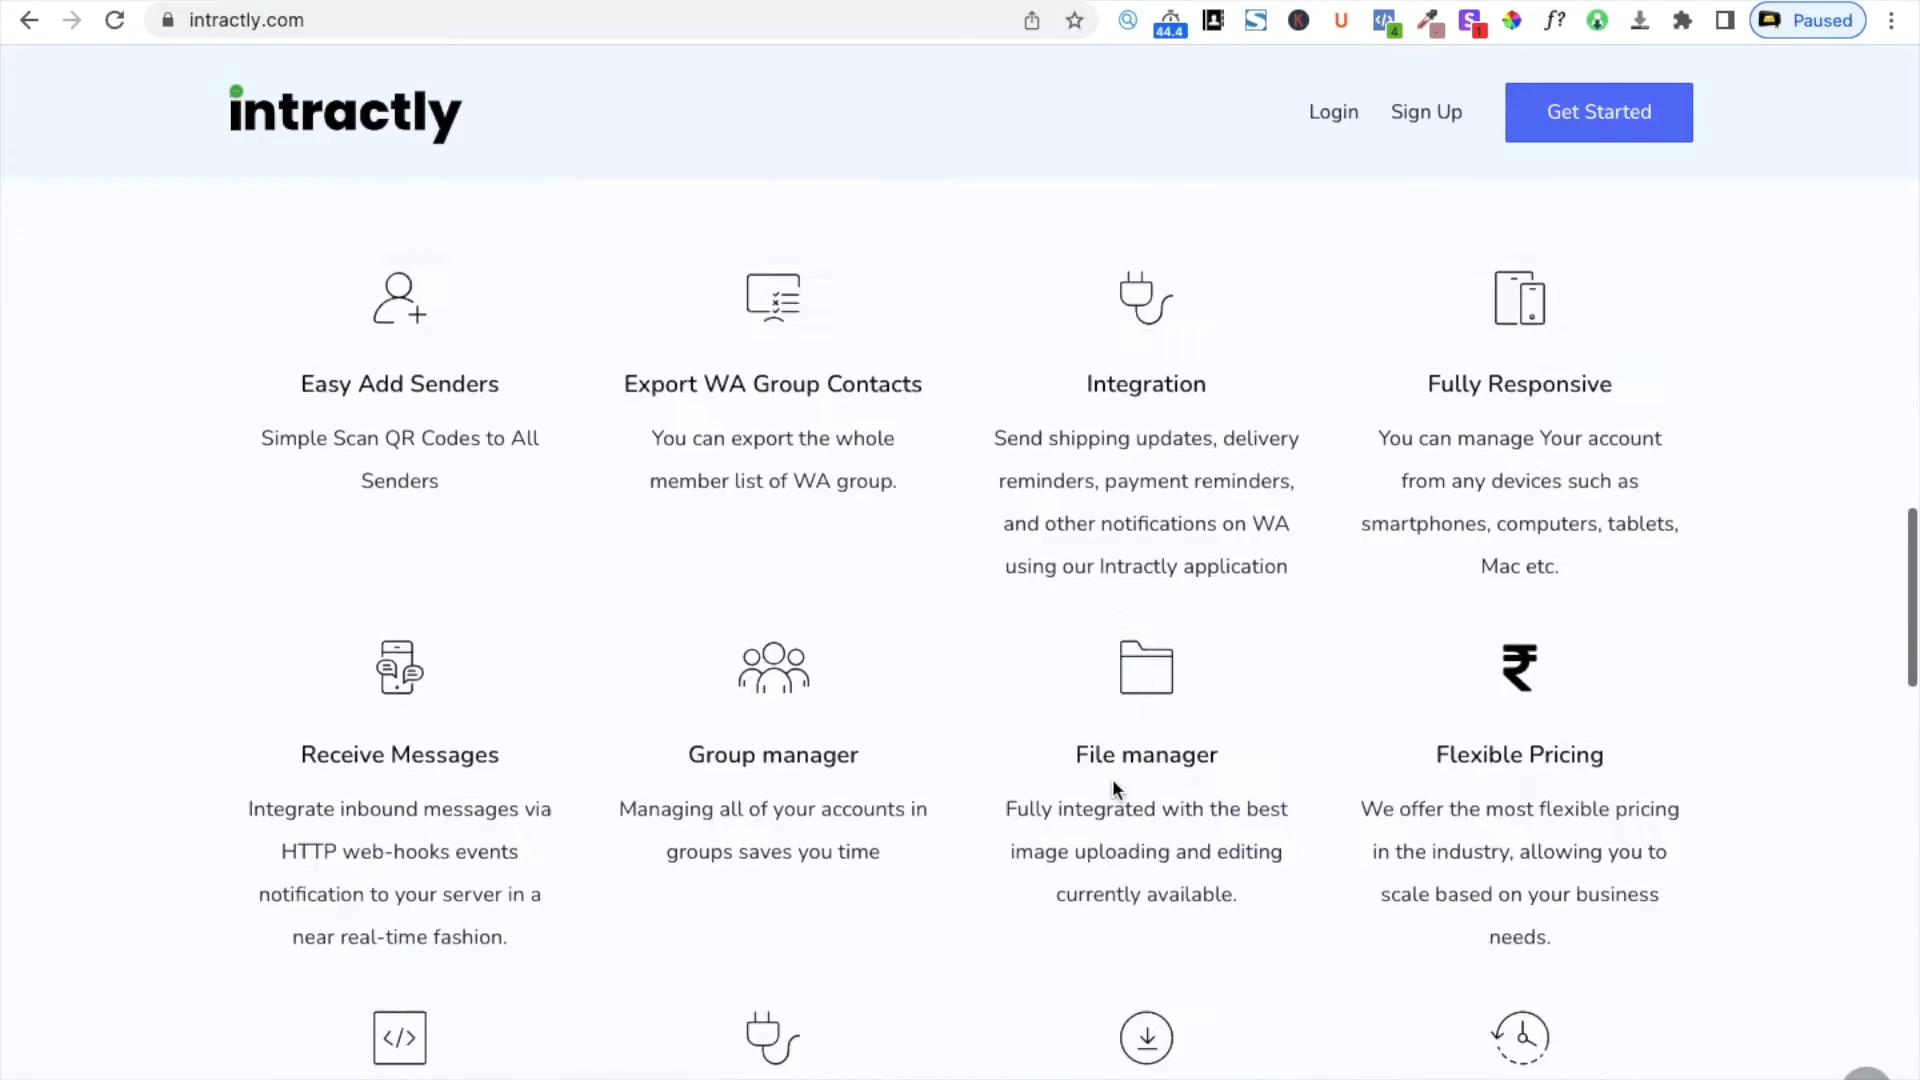 intractly.com
44.4
K
U
</>
4
S
1
f?
Paused
intractly
Login
Sign Up
Get Started
Easy Add Senders
Export WA Group Contacts
Integration
Fully Responsive
Simple Scan QR Codes to All
Senders
You can export the whole
member list of WA group.
Send shipping updates, delivery
reminders, payment reminders,
and other notifications on WA
using our Intractly application
You can manage Your account
from any devices such as
smartphones, computers, tablets,
Mac etc.
₹
Receive Messages
Group manager
File manager
Flexible Pricing
Integrate inbound messages via
HTTP web-hooks events
notification to your server in a
near real-time fashion.
Managing all of your accounts in
groups saves you time
Fully integrated with the best
image uploading and editing
currently available.
We offer the most flexible pricing
in the industry, allowing you to
scale based on your business
needs.
</>